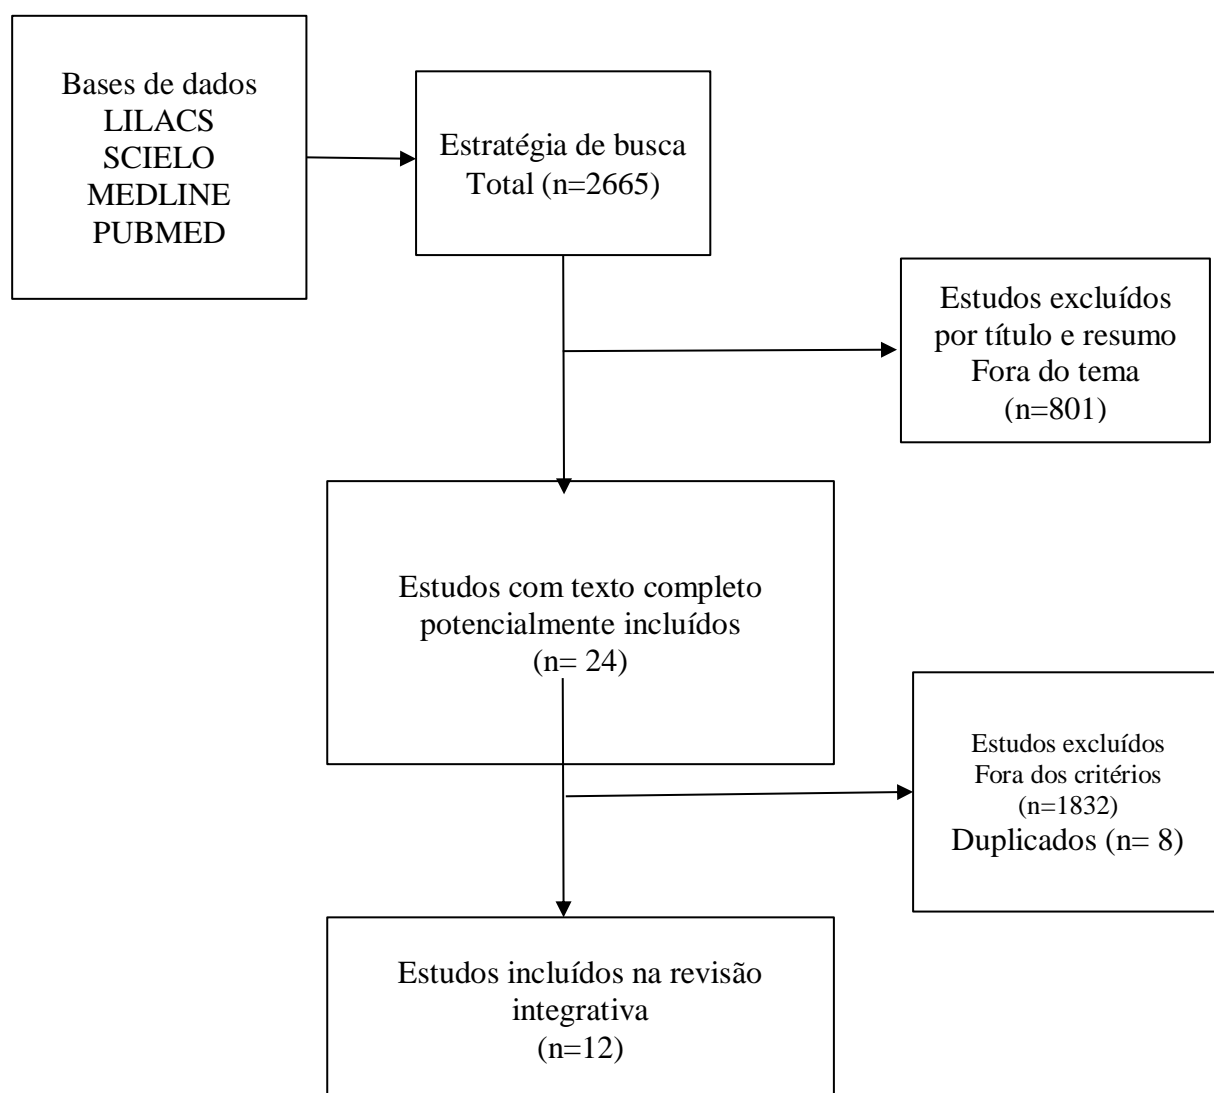 Bases de dados
LILACS
SCIELO
MEDLINE
PUBMED
Estratégia de busca
Total (n=2665)
Estudos excluídos
por título e resumo
Fora do tema
(n=801)
Estudos com texto completo
potencialmente incluídos
(n= 24)
Estudos excluídos
Fora dos critérios
(n=1832)
Duplicados (n= 8)
Estudos incluídos na revisão
integrativa
(n=12)